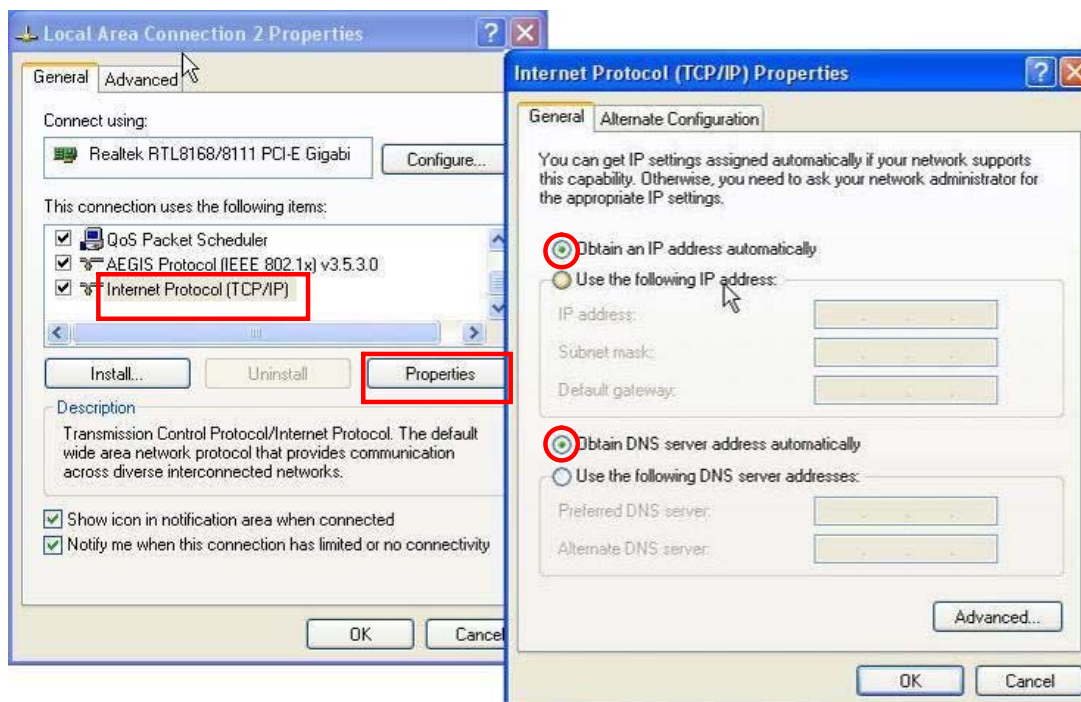 Local Area Connection 2 Properties
General
Advanced
Connect using:
Realtek RTL8168/8111 PCI-E Gigabi
Configure...
This connection uses the following items:
QoS Packet Scheduler
AEGIS Protocol (IEEE 802.1x) v3.5.3.0
Internet Protocol (TCP/IP)
Install...
Uninstall
Properties
Description
Transmission Control Protocol/Internet Protocol. The default
wide area network protocol that provides communication
across diverse interconnected networks.
Show icon in notification area when connected
Notify me when this connection has limited or no connectivity
OK
Cancel
Internet Protocol (TCP/IP) Properties
General
Alternate Configuration
You can get IP settings assigned automatically if your network supports
this capability. Otherwise, you need to ask your network administrator for
the appropriate IP settings.
Obtain an IP address automatically
Use the following IP address:
IP address:
Subnet mask:
Default gateway:
Obtain DNS server address automatically
Use the following DNS server addresses:
Preferred DNS server:
Alternate DNS server:
Advanced...
OK
Cancel